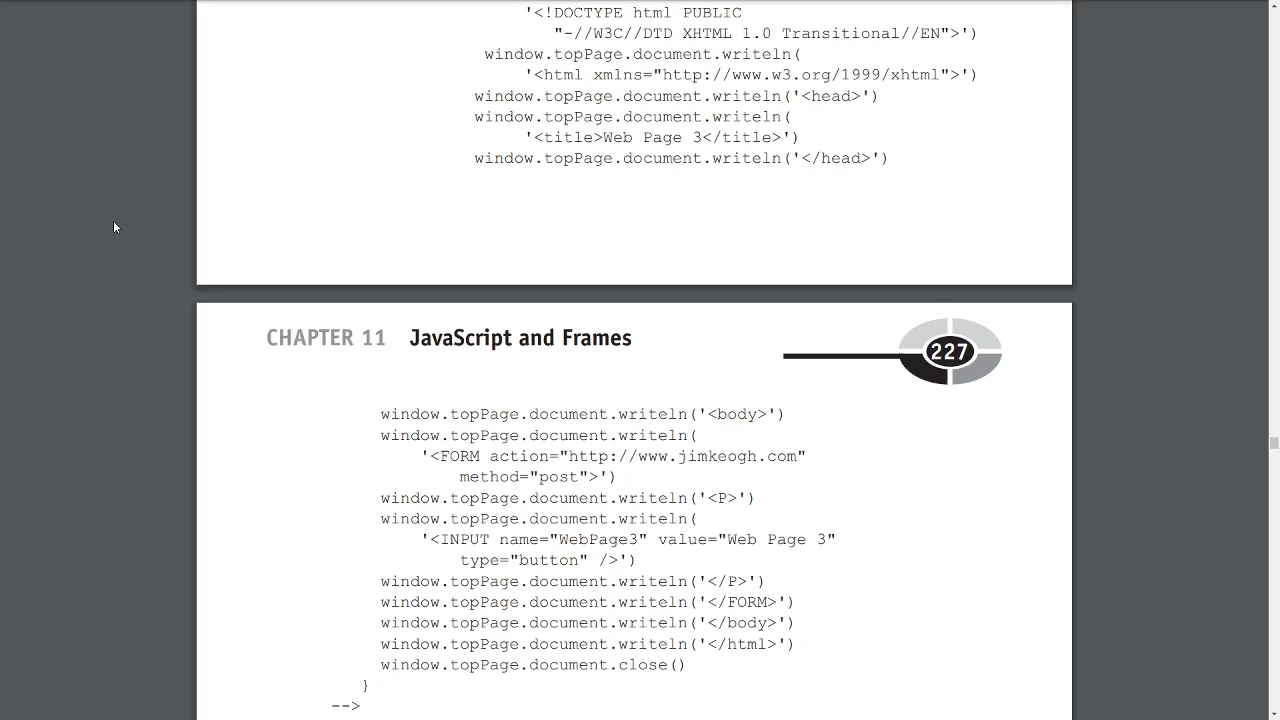 '<!DOCTYPE html PUBLIC
"-//W3C//DTD XHTML 1.0 Transitional//EN">')
window.topPage.document.writeln(
'<html xmlns="http://www.w3.org/1999/xhtml">')
window.topPage.document.writeln('<head>')
window.topPage.document.writeln(
'<title>Web Page 3</title>')
window.topPage.document.writeln('</head>')
CHAPTER 11 JavaScript and Frames
227
window.topPage.document.writeln('<body>')
window.topPage.document.writeln(
'<FORM action="http://www.jimkeogh.com"
method="post">')
window.topPage.document.writeln('<P>')
window.topPage.document.writeln(
'<INPUT name="WebPage3" value="Web Page 3"
type="button" />')
window.topPage.document.writeln('</P>')
window.topPage.document.writeln('</FORM>')
window.topPage.document.writeln('</body>')
window.topPage.document.writeln('</html>')
window.topPage.document.close()
}
-->